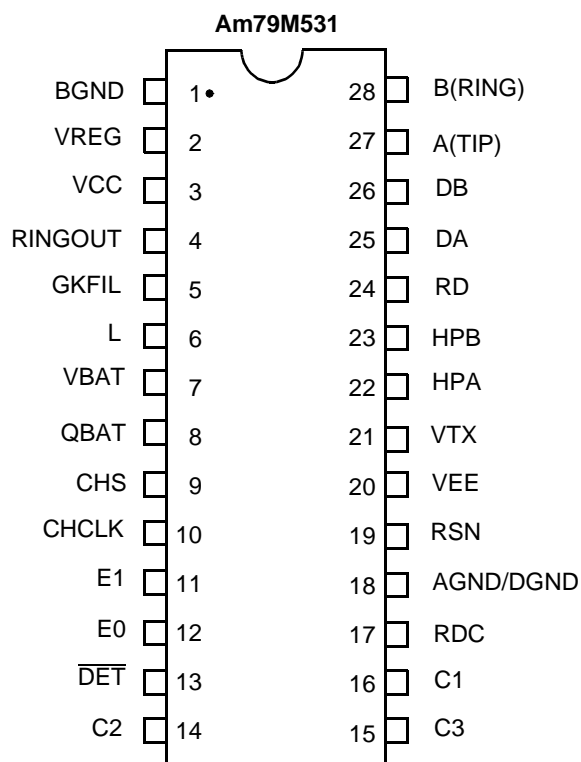 Am79M531
BGND 1 28 B(RING)
VREG 2 27 A(TIP)
VCC 3 26 DB
RINGOUT 4 25 DA
GKFIL 5 24 RD
L 6 23 HPB
VBAT 7 22 HPA
QBAT 8 21 VTX
CHS 9 20 VEE
CHCLK 10 19 RSN
E1 11 18 AGND/DGND
E0 12 17 RDC
D̅E̅T̅ 13 16 C1
C2 14 15 C3